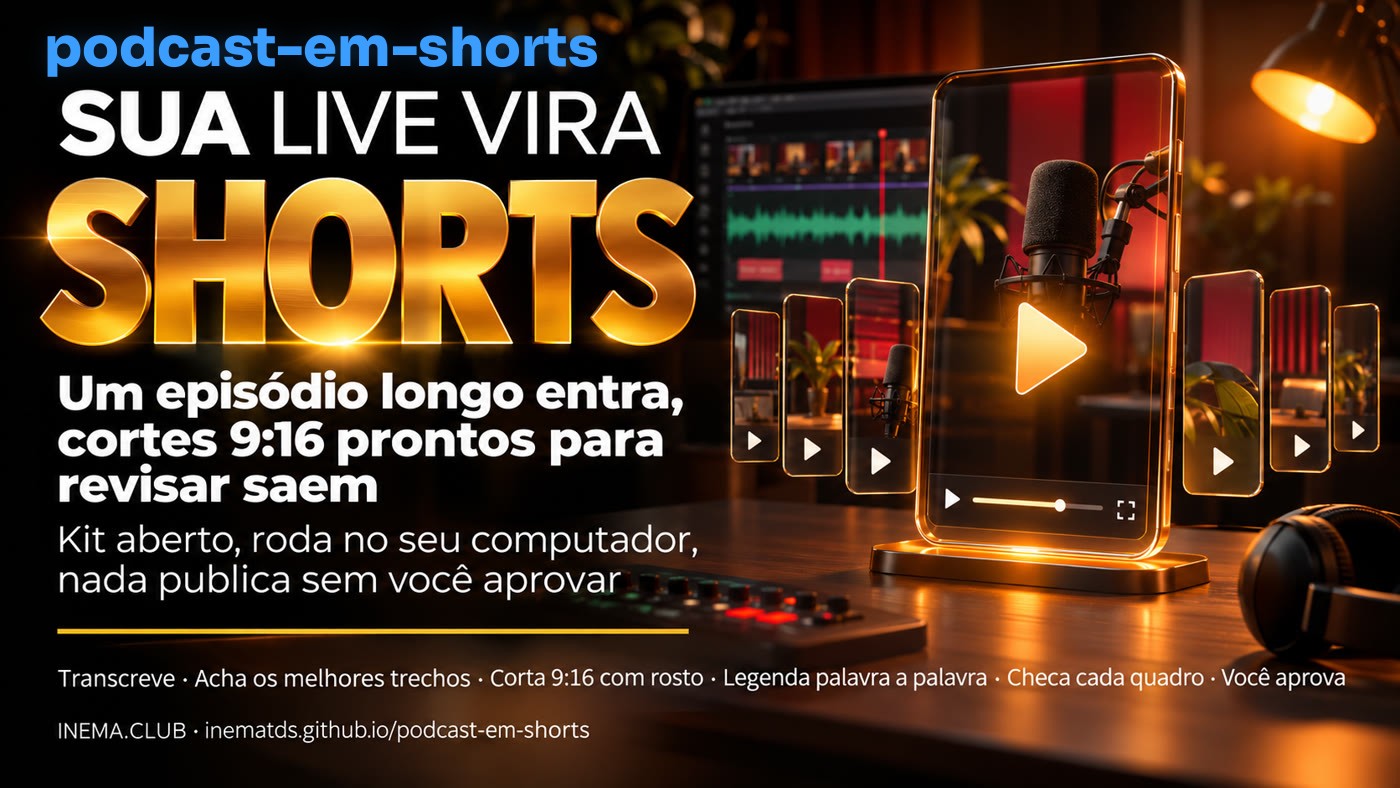 podcast-em-shorts
SUA LIVE VIRA
SHORTS
Um episódio longo entra,
cortes 9:16 prontos para
revisar saem
Kit aberto, roda no seu computador,
nada publica sem você aprovar
Transcreve · Acha os melhores trechos · Corta 9:16 com rosto · Legenda palavra a palavra · Checa cada quadro · Você aprova
INEMA.CLUB · inematds.github.io/podcast-em-shorts